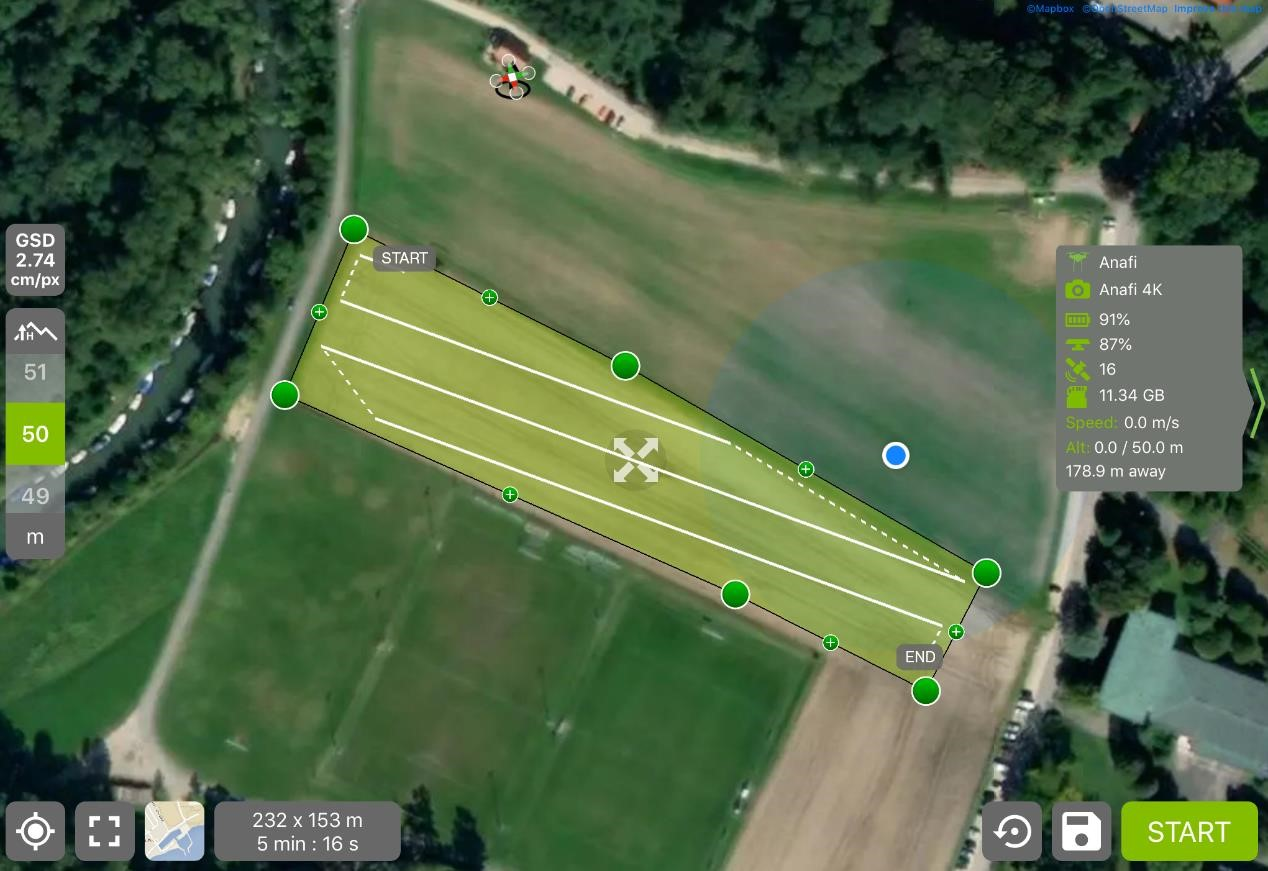 ©Mapbox ©OpenStreetMap Improve this map
GSD
2.74
cm/px
H
51
50
49
m
START
END
Anafi
Anafi 4K
91%
87%
16
11.34 GB
Speed: 0.0 m/s
Alt: 0.0 / 50.0 m
178.9 m away
232 x 153 m
5 min : 16 s
START